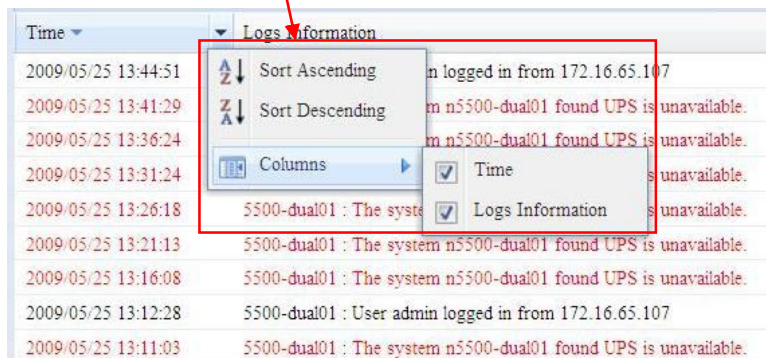 Time Logs Information
2009/05/25 13:44:51 Sort Ascending n logged in from 172.16.65.107
2009/05/25 13:41:29 Sort Descending m n5500-dual01 found UPS is unavailable.
2009/05/25 13:36:24 m n5500-dual01 found UPS is unavailable.
2009/05/25 13:31:24 Columns Time s unavailable.
2009/05/25 13:26:18 5500-dual01 : The syste Logs Information s unavailable.
2009/05/25 13:21:13 5500-dual01 : The system n5500-dual01 found UPS is unavailable.
2009/05/25 13:16:08 5500-dual01 : The system n5500-dual01 found UPS is unavailable.
2009/05/25 13:12:28 5500-dual01 : User admin logged in from 172.16.65.107
2009/05/25 13:11:03 5500-dual01 : The system n5500-dual01 found UPS is unavailable.